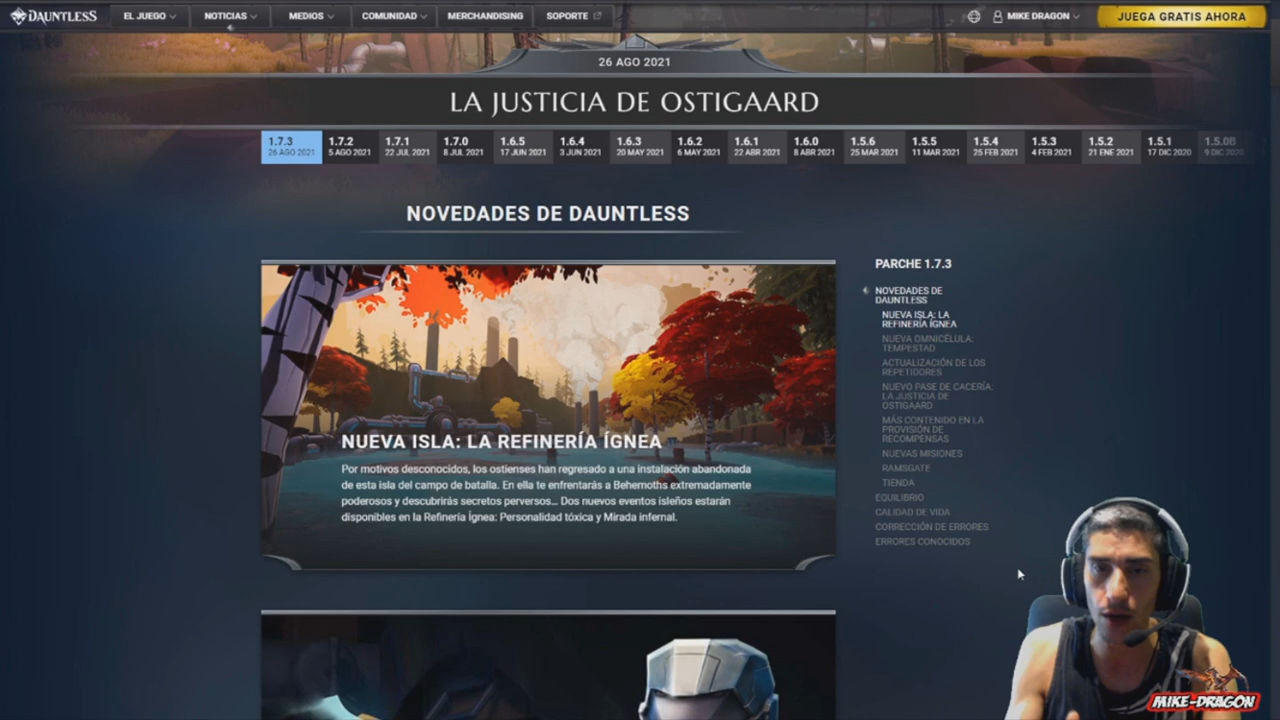 DAUNTLESS
EL JUEGO
NOTICIAS
MEDIOS
COMUNIDAD
MERCHANDISING
SOPORTE
MIKE DRAGON
JUEGA GRATIS AHORA
26 AGO 2021
LA JUSTICIA DE OSTIGAARD
1.7.3 1.7.2 1.7.1 1.7.0 1.6.5 1.6.4 1.6.3 1.6.2 1.6.1 1.6.0 1.5.6 1.5.5 1.5.4 1.5.3 1.5.2 1.5.1 1.5.0B
26 AGO 2021 5 AGO 2021 22 JUL 2021 8 JUL 2021 17 JUN 2021 3 JUN 2021 20 MAY 2021 6 MAY 2021 22 ABR 2021 8 ABR 2021 25 MAR 2021 11 MAR 2021 25 FEB 2021 4 FEB 2021 21 ENE 2021 17 DIC 2020 9 DIC 2020
NOVEDADES DE DAUNTLESS
NUEVA ISLA: LA REFINERÍA ÍGNEA
Por motivos desconocidos, los ostienses han regresado a una instalación abandonada
de esta isla del campo de batalla. En ella te enfrentarás a Behemoths extremadamente
poderosos y descubrirás secretos perversos... Dos nuevos eventos isleños estarán
disponibles en la Refinería Ígnea: Personalidad tóxica y Mirada infernal.
PARCHE 1.7.3
NOVEDADES DE
DAUNTLESS
NUEVA ISLA: LA
REFINERÍA ÍGNEA
NUEVA OMNICÉLULA:
TEMPESTAD
ACTUALIZACIÓN DE LOS
REPETIDORES
NUEVO PASE DE CACERÍA:
LA JUSTICIA DE
OSTIGAARD
MÁS CONTENIDO EN LA
PROVISIÓN DE
RECOMPENSAS
NUEVAS MISIONES
RAMSGATE
TIENDA
EQUILIBRIO
CALIDAD DE VIDA
CORRECCIÓN DE ERRORES
ERRORES CONOCIDOS
MIKE-DRAGON